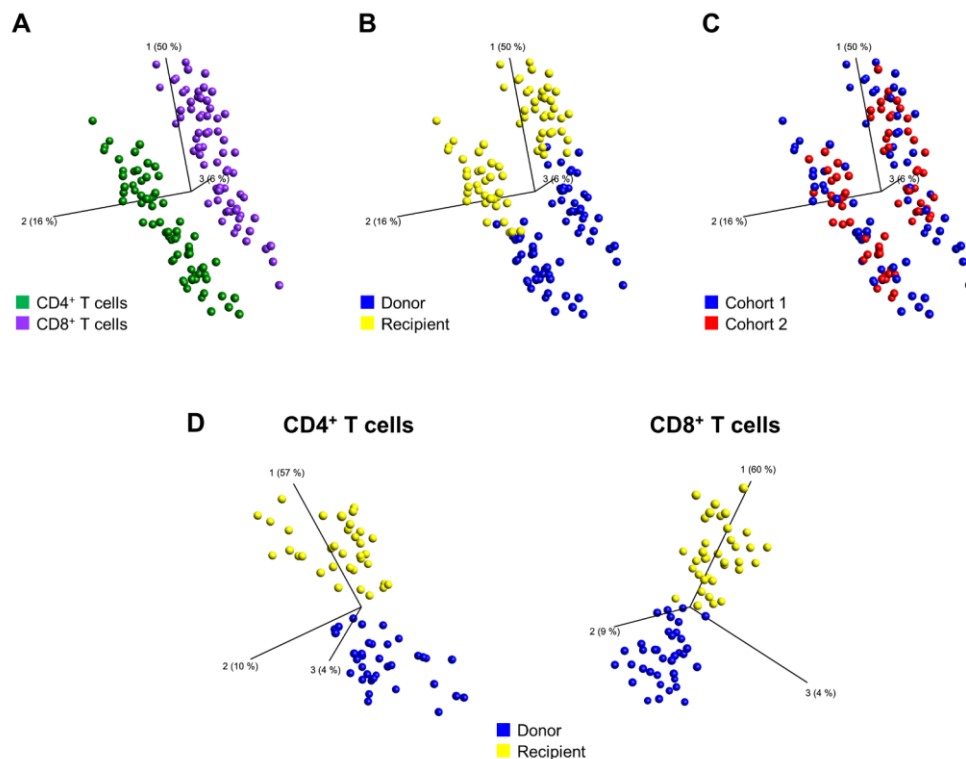 A
B
C
1 (50 %)
1 (50 %)
1 (50 %)
3 (6 %)
3 (6 %)
3 (6 %)
2 (16 %)
2 (16 %)
2 (16 %)
CD4⁺ T cells
CD8⁺ T cells
Donor
Recipient
Cohort 1
Cohort 2
D
CD4⁺ T cells
CD8⁺ T cells
1 (57 %)
1 (60 %)
2 (10 %)
3 (4 %)
2 (9 %)
3 (4 %)
Donor
Recipient